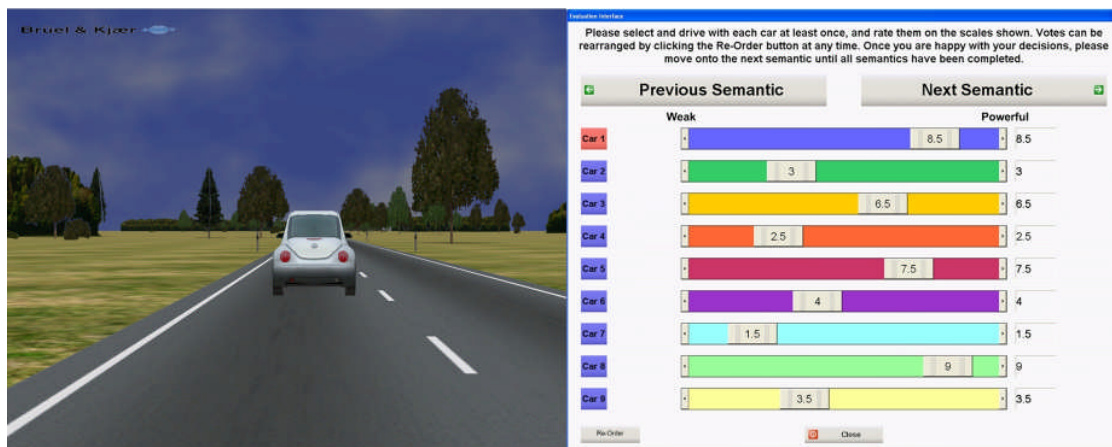 Bruel & Kjær
Evaluation Interface
Please select and drive with each car at least once, and rate them on the scales shown. Votes can be
rearranged by clicking the Re-Order button at any time. Once you are happy with your decisions, please
move onto the next semantic until all semantics have been completed.
Previous Semantic Next Semantic
Weak Powerful
Car 1 8.5 8.5
Car 2 3 3
Car 3 6.5 6.5
Car 4 2.5 2.5
Car 5 7.5 7.5
Car 6 4 4
Car 7 1.5 1.5
Car 8 9 9
Car 9 3.5 3.5
Re-Order Close